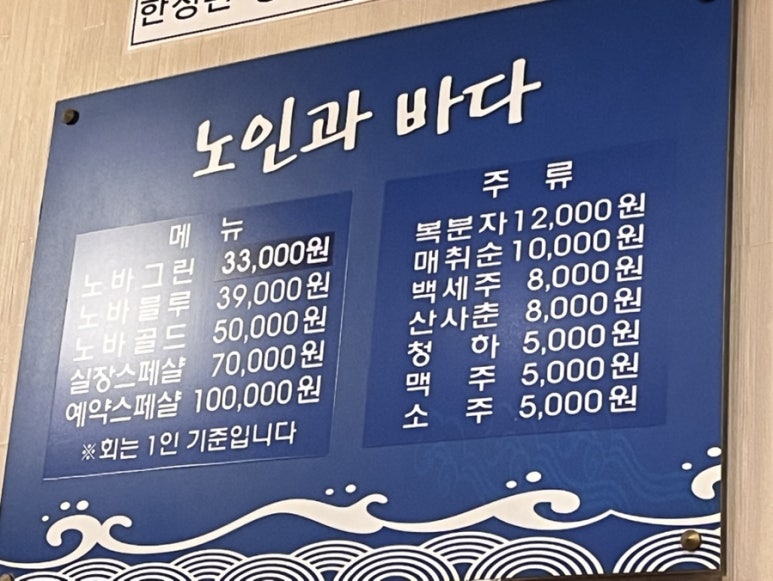 노인과 바다
메 뉴
노바그린 33,000원
노바블루 39,000원
노바골드 50,000원
실장스페샬 70,000원
예약스페샬 100,000원
※회는 1인 기준입니다
주 류
복분자 12,000원
매취순 10,000원
백세주 8,000원
산사춘 8,000원
청 하 5,000원
맥 주 5,000원
소 주 5,000원